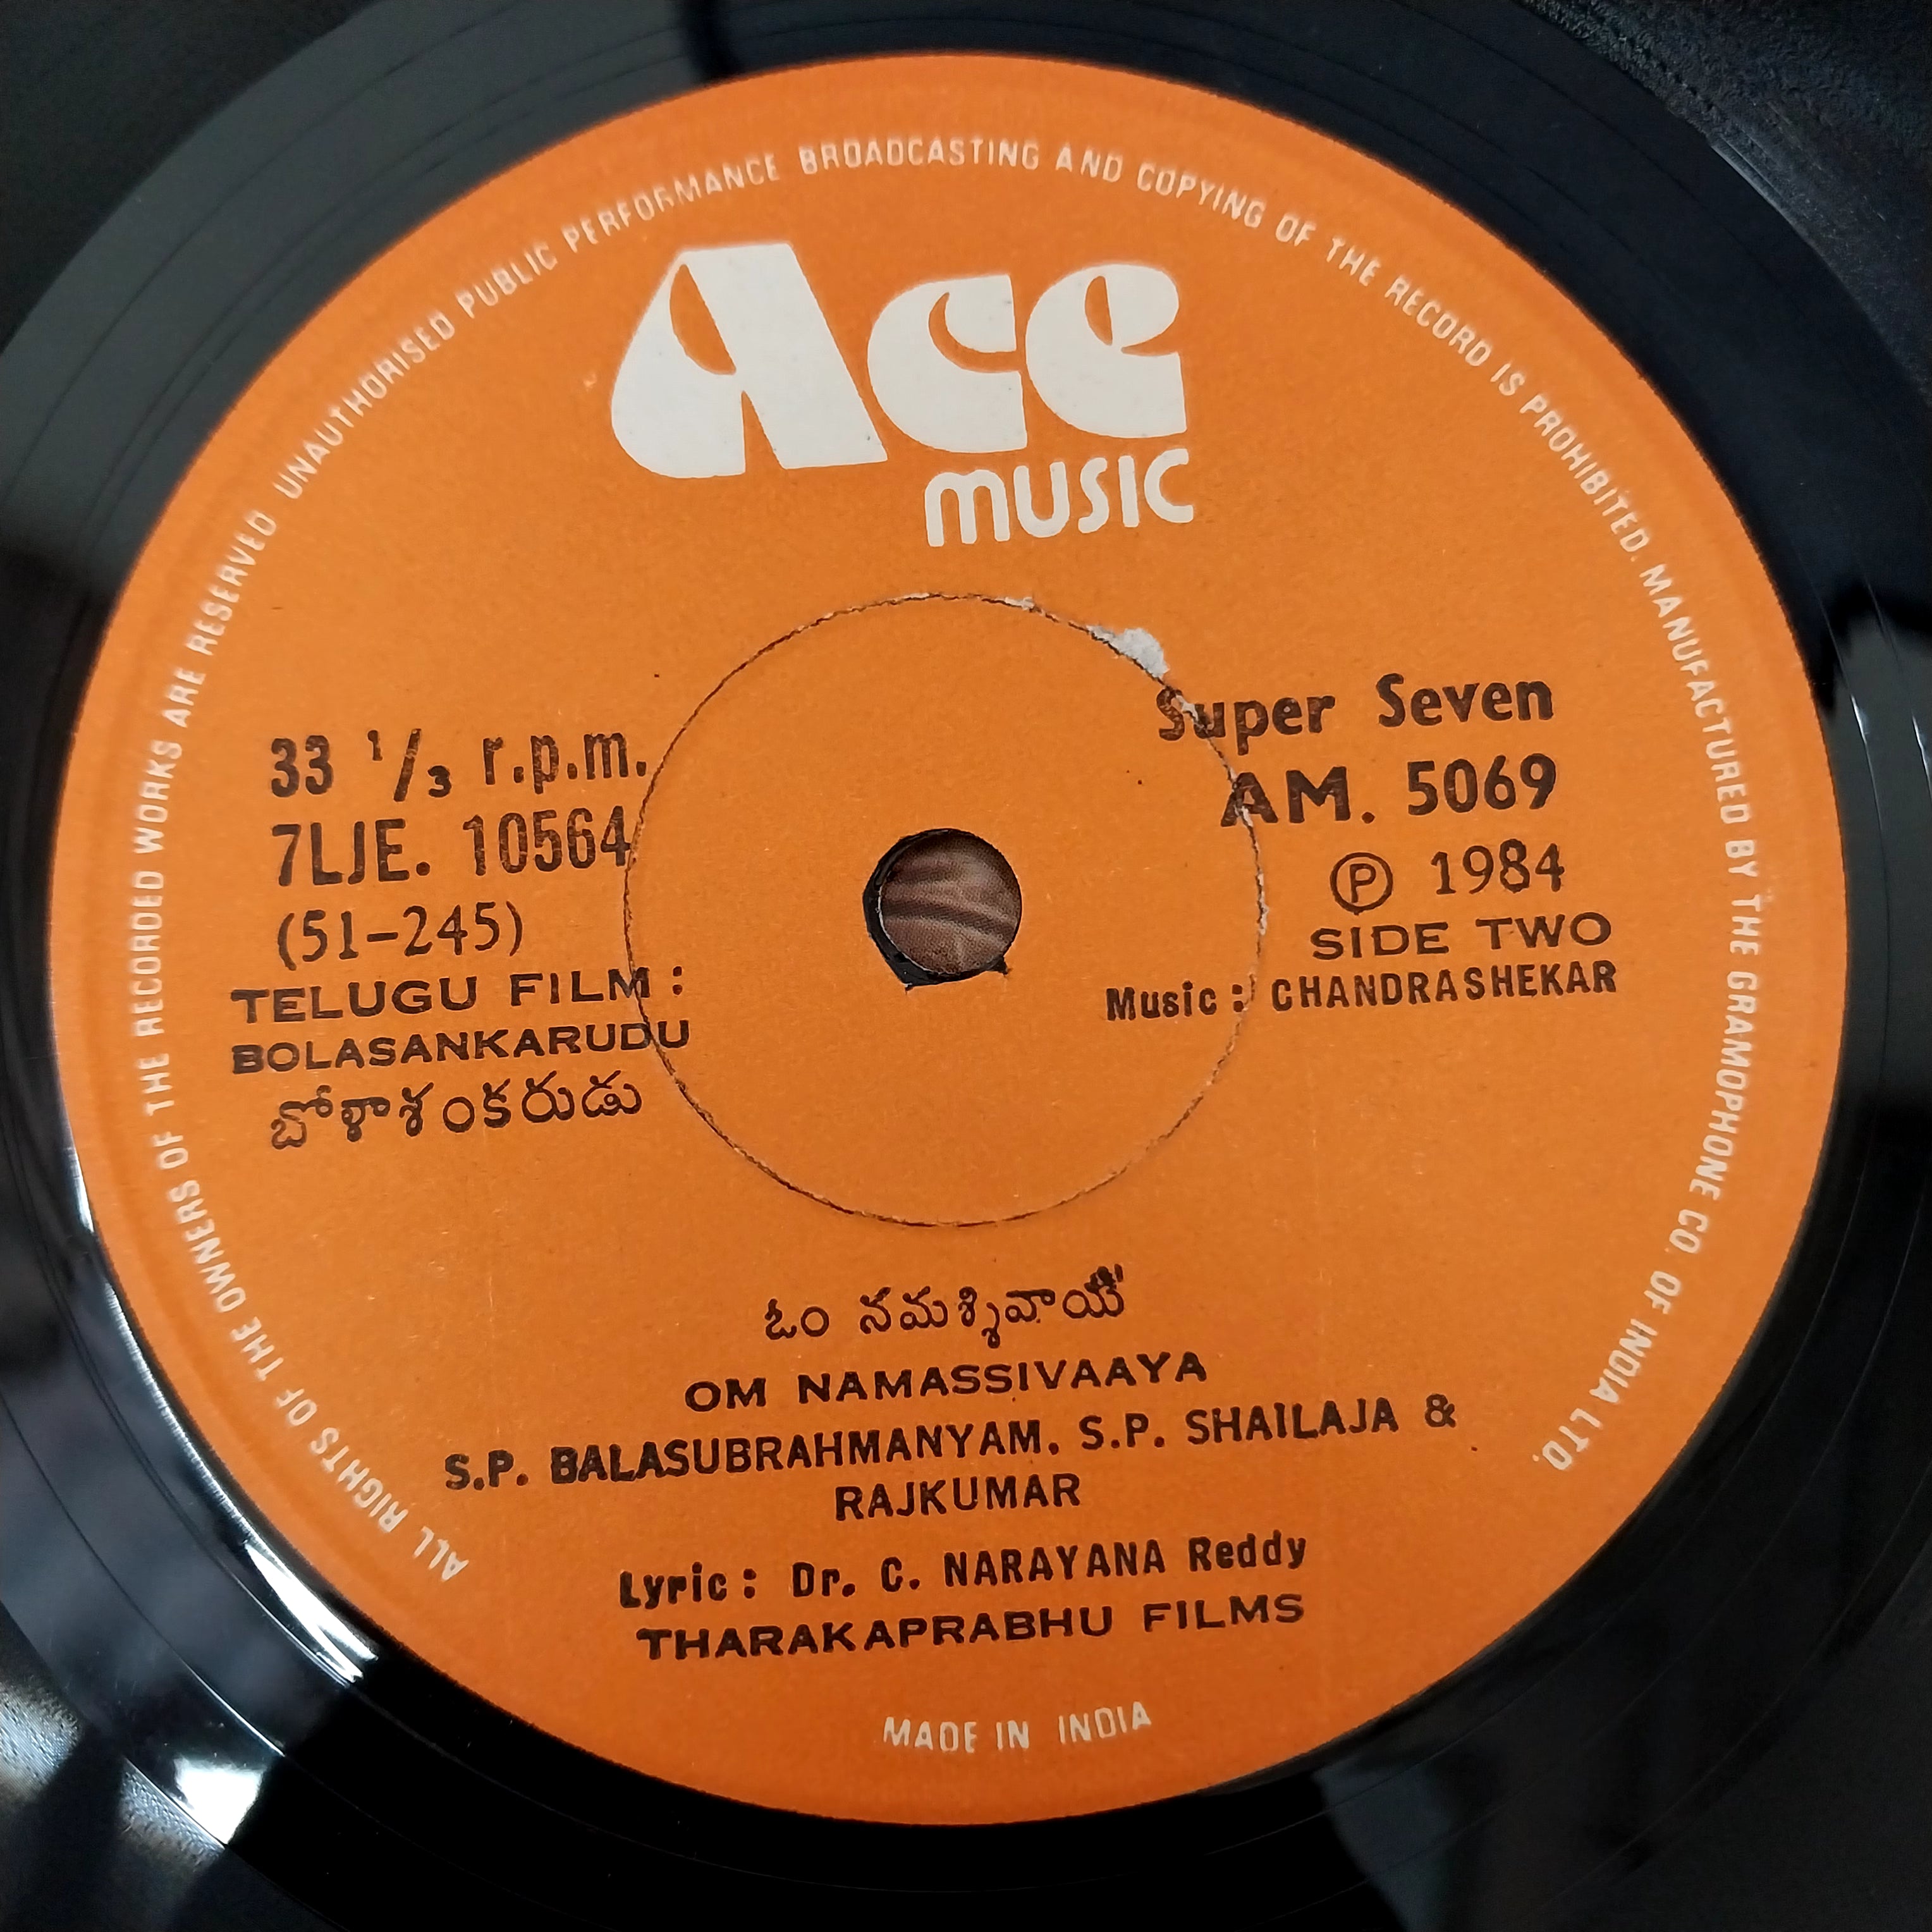 ALL RIGHTS OF THE OWNERS OF THE RECORDED WORKS ARE RESERVED UNAUTHORISED PUBLIC PERFORMANCE BROADCASTING AND COPYING OF THE RECORD IS PROHIBITED. MANUFACTURED BY THE GRAMOPHONE CO. OF INDIA LTD.
Ace
MUSIC
33 1/3 r.p.m.
7LJE. 10564
(51-245)
TELUGU FILM :
BOLASANKARUDU
బోళాశంకరుడు
Super Seven
AM. 5069
Ⓟ 1984
SIDE TWO
Music : CHANDRASHEKAR
ఓం నమశ్శివాయ
OM NAMASSIVAAYA
S.P. BALASUBRAHMANYAM. S.P. SHAILAJA &
RAJKUMAR
Lyric : Dr. C. NARAYANA Reddy
THARAKAPRABHU FILMS
MADE IN INDIA